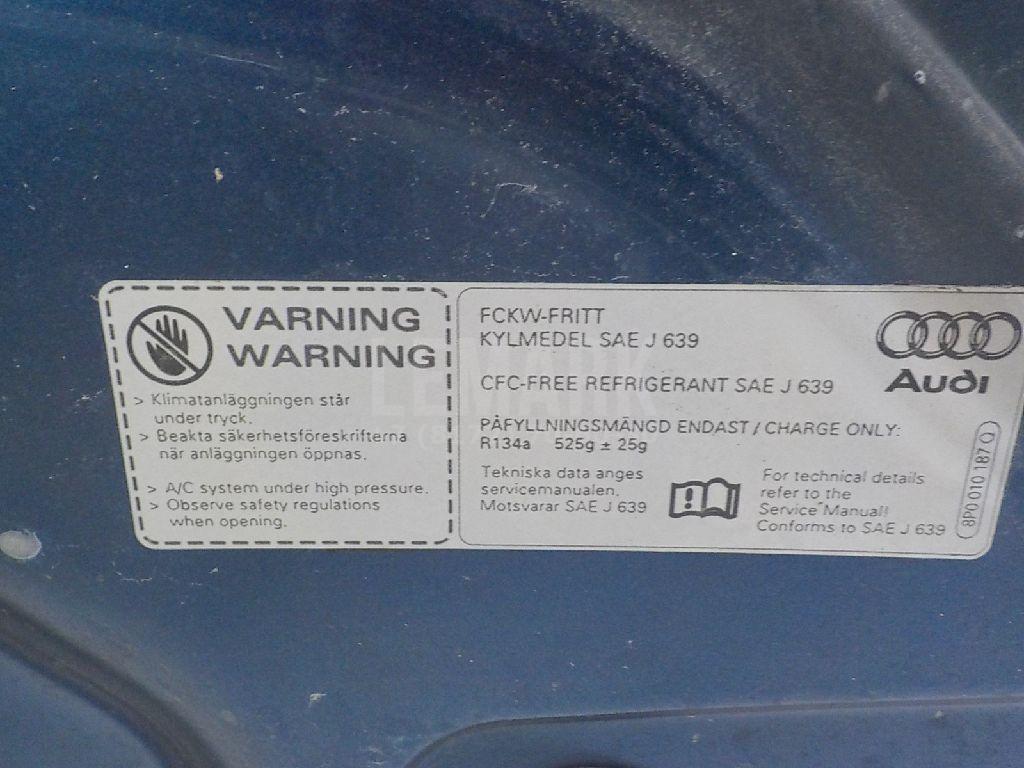 VARNING
WARNING
> Klimatanläggningen står
under tryck.
> Beakta säkerhetsföreskrifterna
när anläggningen öppnas.
> A/C system under high pressure.
> Observe safety regulations
when opening.
FCKW-FRITT
KYLMEDEL SAE J 639
CFC-FREE REFRIGERANT SAE J 639
PÅFYLLNINGSMÄNGD ENDAST / CHARGE ONLY:
R134a 525g ± 25g
Tekniska data anges
servicemanualen.
Motsvarar SAE J 639
For technical details
refer to the
Service Manual!
Conforms to SAE J 639
Audi
8P0 010 187 Q
LEMARK